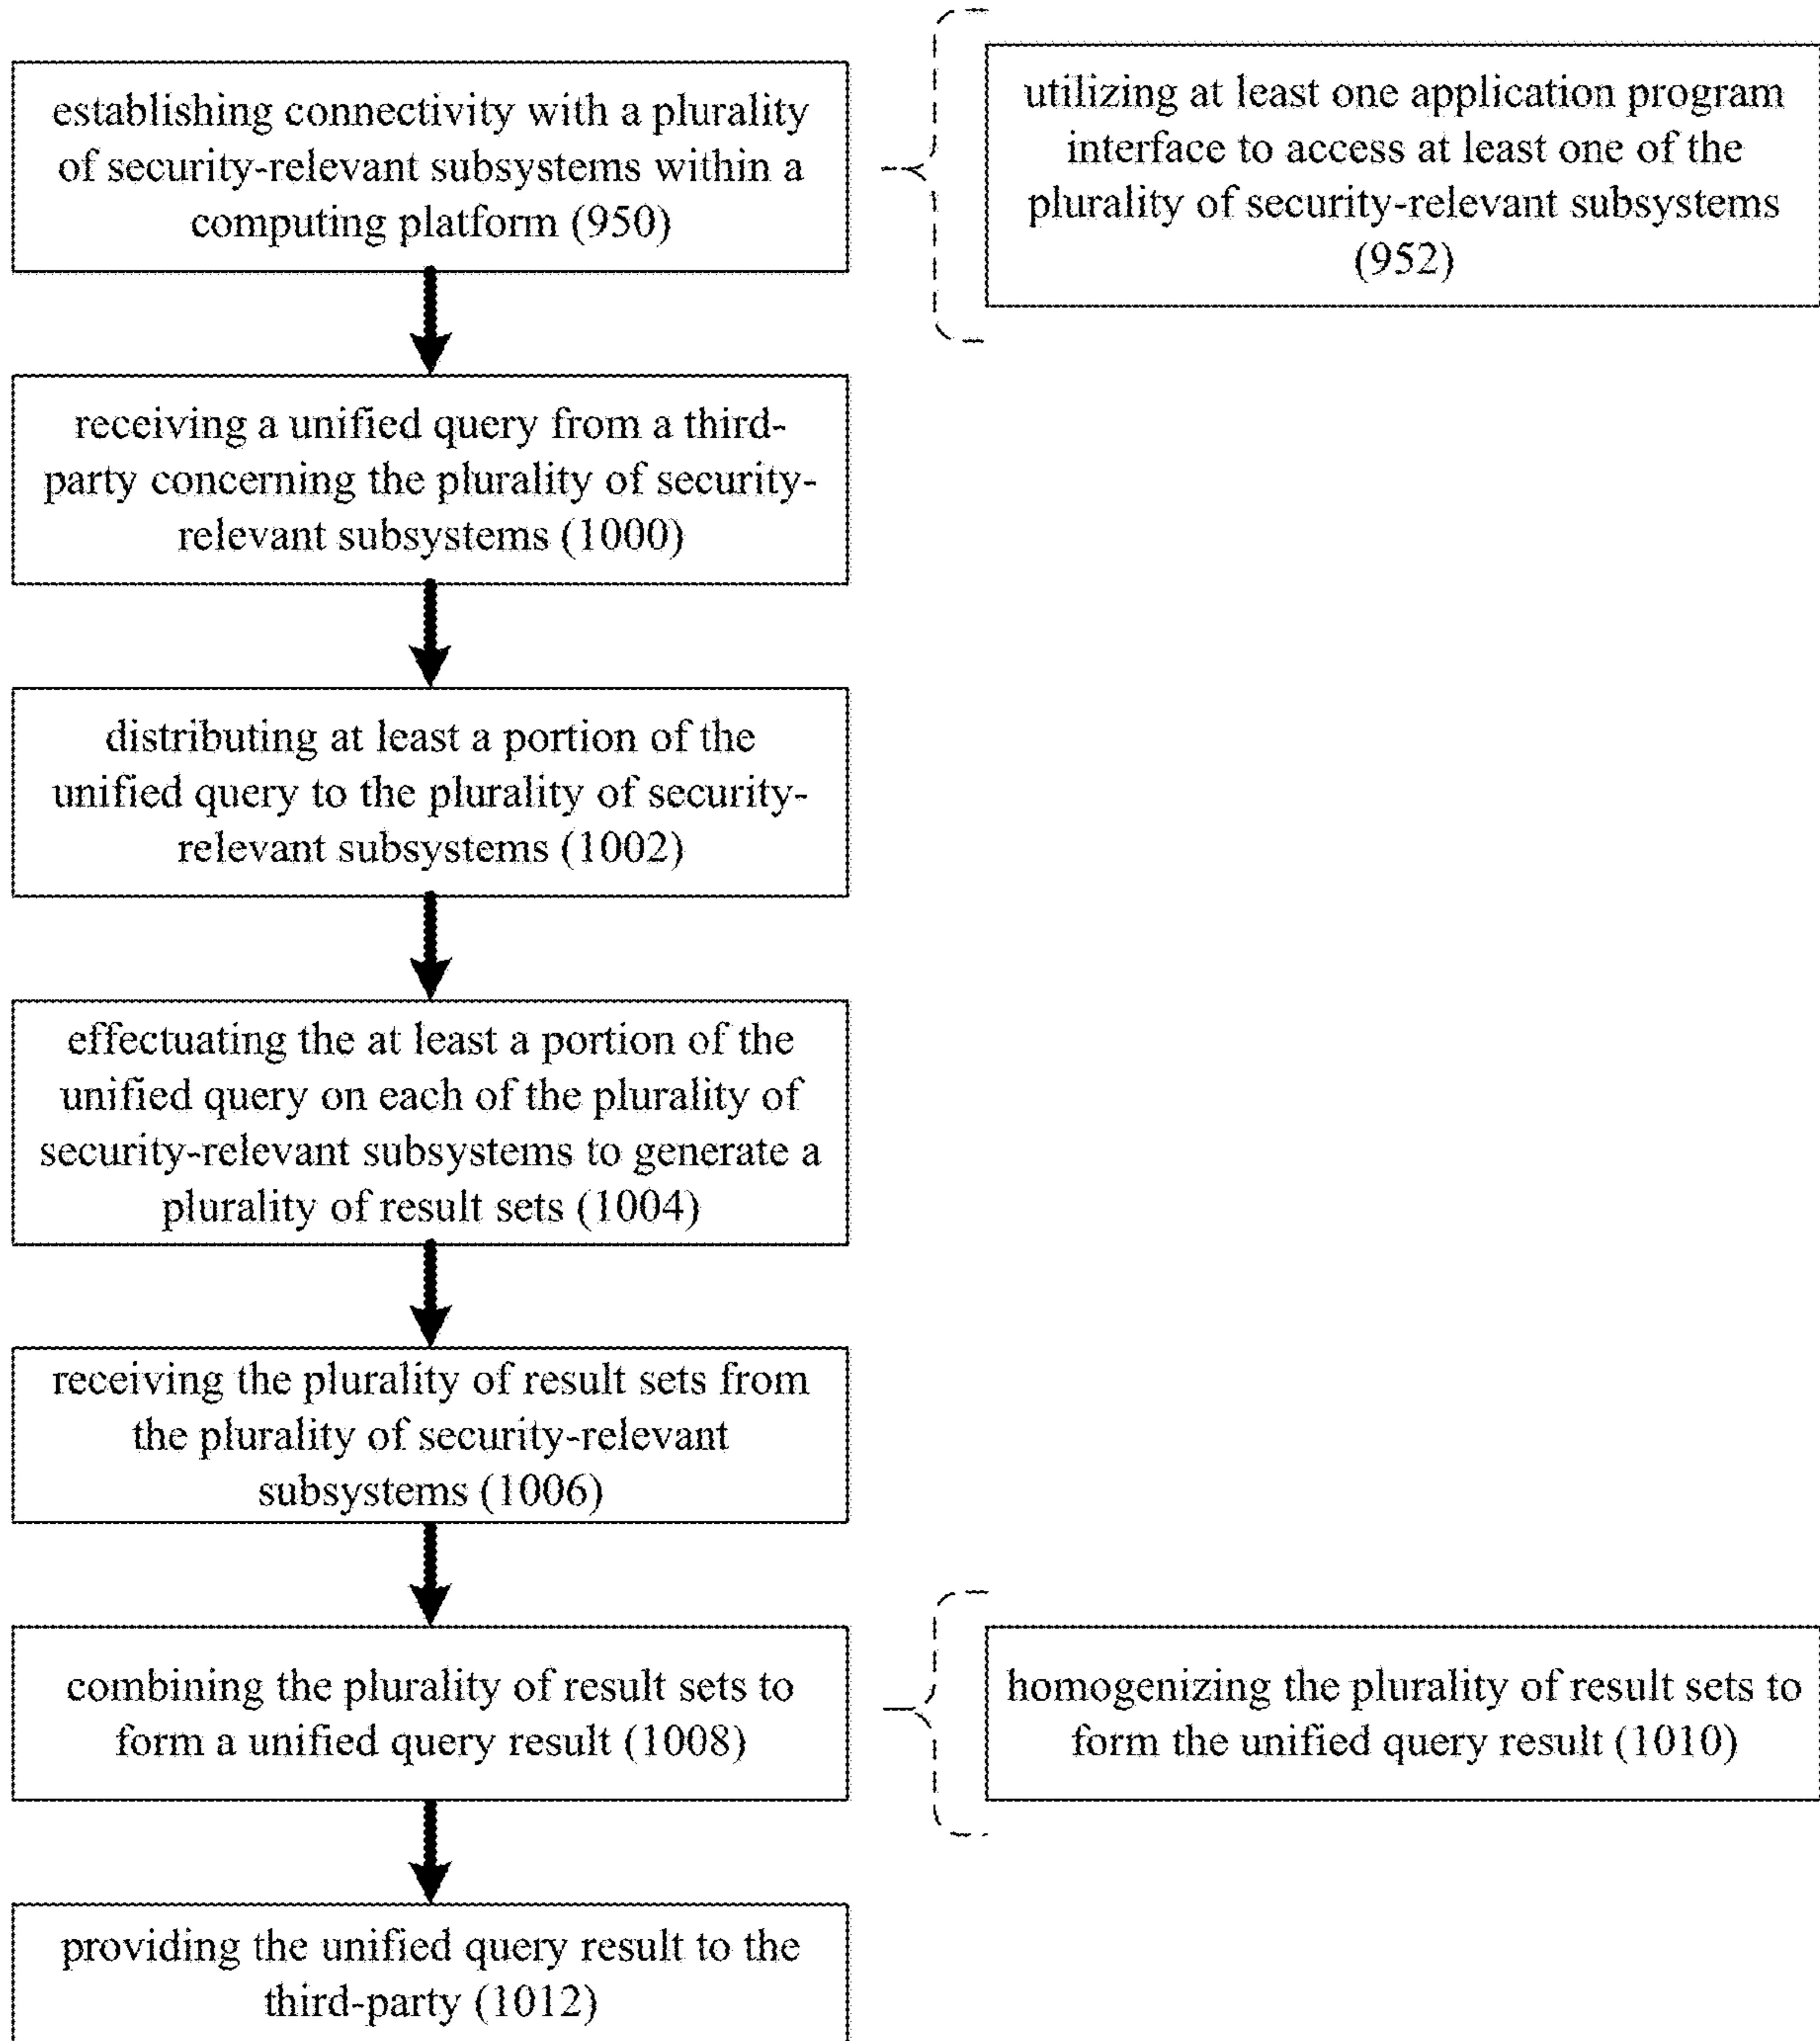 establishing connectivity with a plurality
of security-relevant subsystems within a
computing platform (950)
utilizing at least one application program
interface to access at least one of the
plurality of security-relevant subsystems
(952)
receiving a unified query from a third-
party concerning the plurality of security-
relevant subsystems (1000)
distributing at least a portion of the
unified query to the plurality of security-
relevant subsystems (1002)
effectuating the at least a portion of the
unified query on each of the plurality of
security-relevant subsystems to generate a
plurality of result sets (1004)
receiving the plurality of result sets from
the plurality of security-relevant
subsystems (1006)
combining the plurality of result sets to
form a unified query result (1008)
homogenizing the plurality of result sets to
form the unified query result (1010)
providing the unified query result to the
third-party (1012)